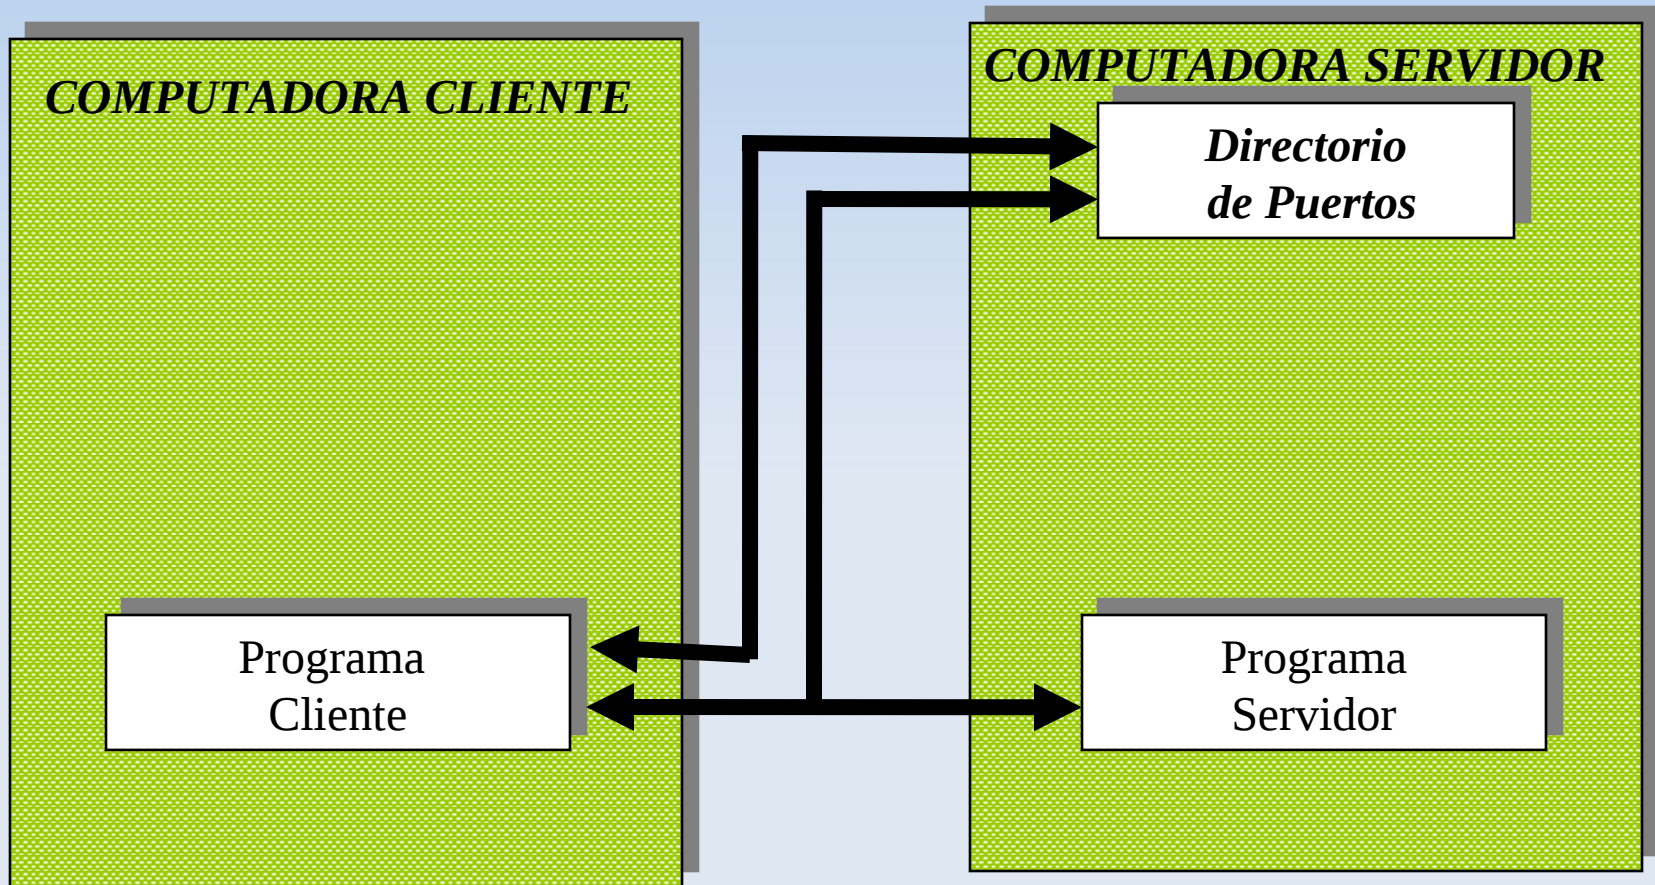 COMPUTADORA CLIENTE
COMPUTADORA SERVIDOR
Directorio
de Puertos
Programa
Cliente
Programa
Servidor